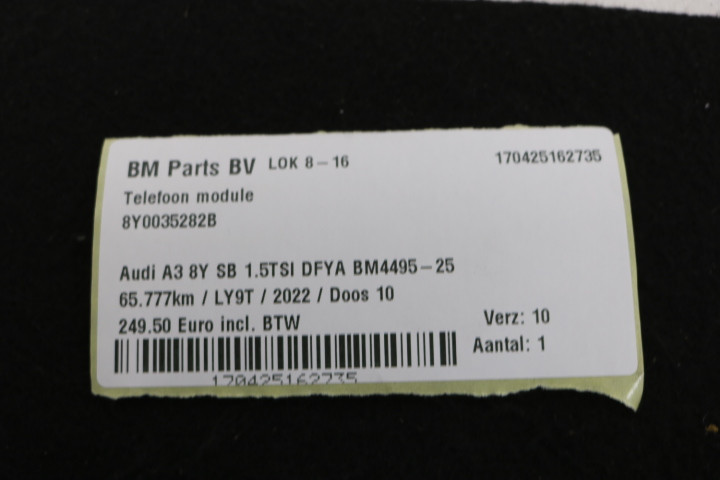 BM Parts BV LOK 8-16 170425162735
Telefoon module
8Y0035282B
Audi A3 8Y SB 1.5TSI DFYA BM4495-25
65.777km / LY9T / 2022 / Doos 10
249.50 Euro incl. BTW Verz: 10
Aantal: 1
170425162735